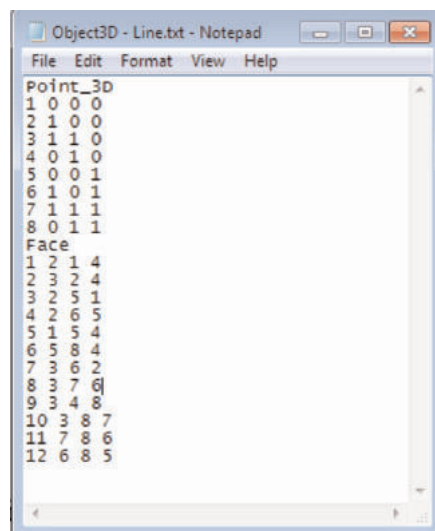 Object3D - Line.txt - Notepad
File Edit Format View Help
Point_3D
1 0 0 0
2 1 0 0
3 1 1 0
4 0 1 0
5 0 0 1
6 1 0 1
7 1 1 1
8 0 1 1
Face
1 2 1 4
2 3 2 4
3 2 5 1
4 2 6 5
5 1 5 4
6 5 8 4
7 3 6 2
8 3 7 6
9 3 4 8
10 3 8 7
11 7 8 6
12 6 8 5